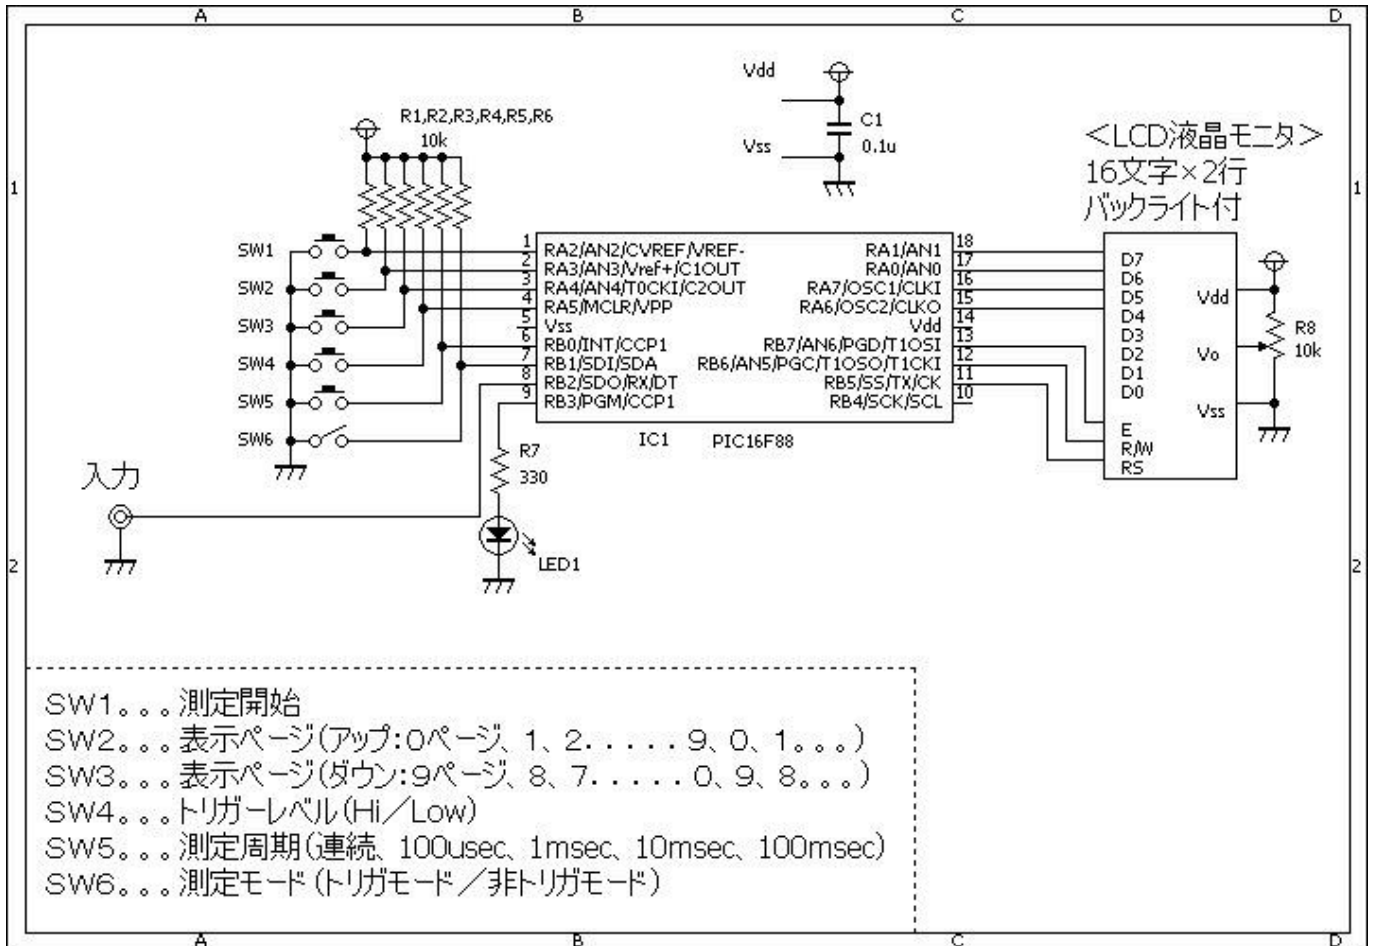 A B C D
Vdd
R1,R2,R3,R4,R5,R6
10k
C1
Vss
0.1u
<LCD液晶モニタ>
16文字×2行
バックライト付
1
1
SW1
SW2
SW3
SW4
SW5
SW6
1 RA2/AN2/CVREF/VREF-
2 RA3/AN3/Vref+/C1OUT
3 RA4/AN4/T0CKI/C2OUT
4 RA5/MCLR/VPP
5 Vss
6 RB0/INT/CCP1
7 RB1/SDI/SDA
8 RB2/SDO/RX/DT
9 RB3/PGM/CCP1
RA1/AN1 18
RA0/AN0 17
RA7/OSC1/CLKI 16
RA6/OSC2/CLKO 15
Vdd 14
RB7/AN6/PGD/T1OSI 13
RB6/AN5/PGC/T1OSO/T1CKI 12
RB5/SS/TX/CK 11
RB4/SCK/SCL 10
IC1 PIC16F88
D7
D6
D5
D4
D3
D2
D1
D0
E
R/W
RS
Vdd
Vo
Vss
R8
10k
入力
R7
330
LED1
2
2
SW1。。。測定開始
SW2。。。表示ページ(アップ:0ページ、1、2.....9、0、1。。。)
SW3。。。表示ページ(ダウン:9ページ、8、7.....0、9、8。。。)
SW4。。。トリガーレベル(Hi/Low)
SW5。。。測定周期(連続、100usec、1msec、10msec、100msec)
SW6。。。測定モード(トリガモード/非トリガモード)
A B C D